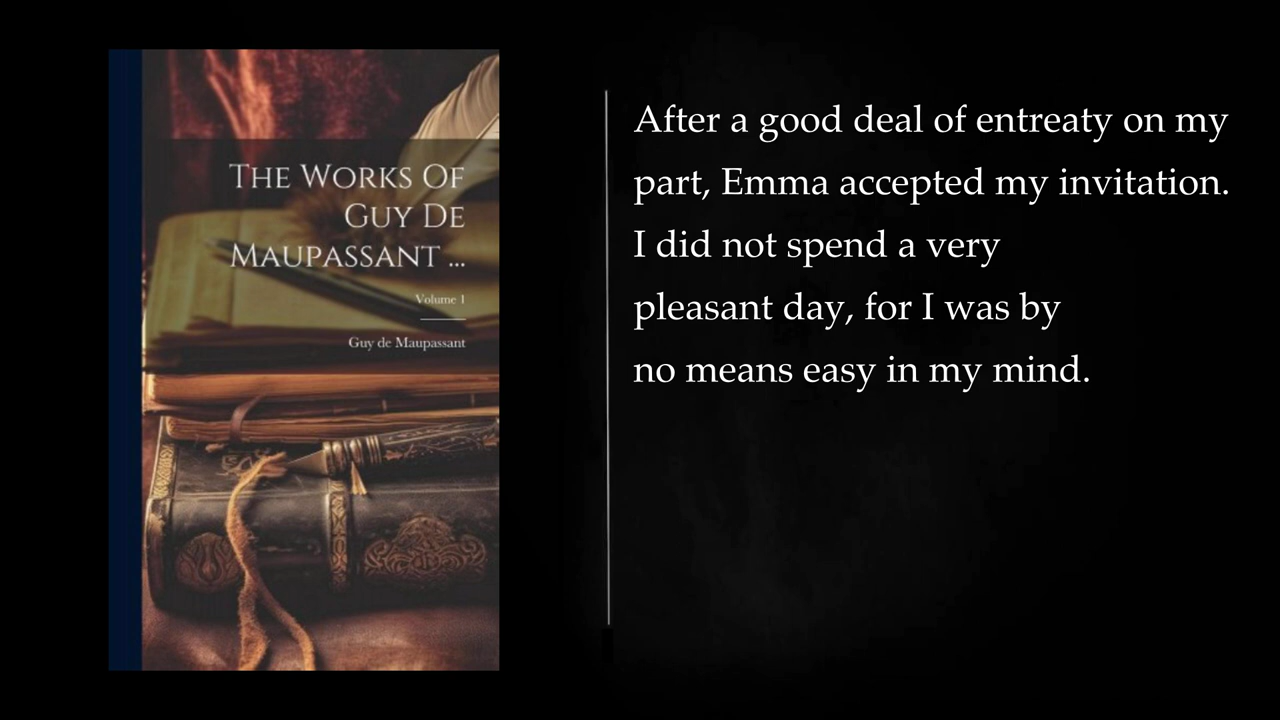 The Works Of
Guy De
Maupassant ...
Volume 1
Guy de Maupassant
After a good deal of entreaty on my
part, Emma accepted my invitation.
I did not spend a very
pleasant day, for I was by
no means easy in my mind.